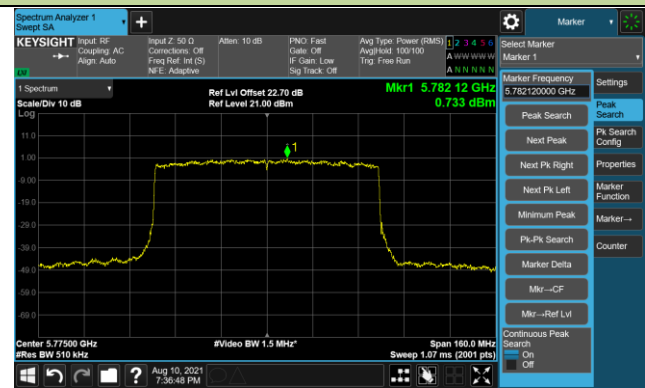 Spectrum Analyzer 1
Swept SA
+
Marker
KEYSIGHT
Input: RF
Coupling: AC
Align: Auto
Input Z: 50 Ω
Corrections: Off
Freq Ref: Int (S)
NFE: Adaptive
Atten: 10 dB
PNO: Fast
Gate: Off
IF Gain: Low
Sig Track: Off
Avg Type: Power (RMS)
Avg|Hold: 100/100
Trig: Free Run
1 2 3 4 5 6
A W W W W W
A N N N N N
Select Marker
Marker 1
1 Spectrum
Scale/Div 10 dB
Log
Ref Lvl Offset 22.70 dB
Ref Level 21.00 dBm
Mkr1 5.782 12 GHz
0.733 dBm
11.0
1.00
-9.00
-19.0
-29.0
-39.0
-49.0
-59.0
-69.0
1
Center 5.77500 GHz
#Res BW 510 kHz
#Video BW 1.5 MHz*
Span 160.0 MHz
Sweep 1.07 ms (2001 pts)
Marker Frequency
5.782120000 GHz
Peak Search
Next Peak
Next Pk Right
Next Pk Left
Minimum Peak
Pk-Pk Search
Marker Delta
Mkr→CF
Mkr→Ref Lvl
Continuous Peak
Search
On
Off
Settings
Peak
Search
Pk Search
Config
Properties
Marker
Function
Marker→
Counter
?
Aug 10, 2021
7:36:48 PM